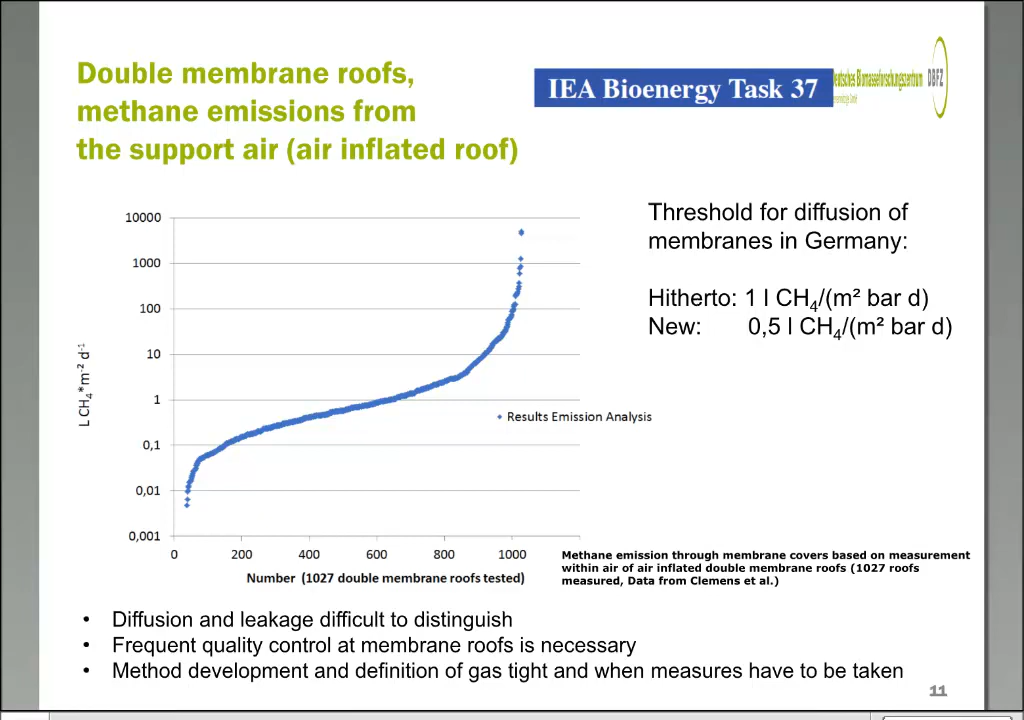 Double membrane roofs,
methane emissions from
the support air (air inflated roof)
IEA Bioenergy Task 37
Deutsches Biomasseforschungszentrum
DBFZ
Threshold for diffusion of
membranes in Germany:
Hitherto: 1 l CH₄/(m² bar d)
New: 0,5 l CH₄/(m² bar d)
10000
1000
100
10
1
0,1
0,01
0,001
L CH₄*m⁻² d⁻¹
Results Emission Analysis
0 200 400 600 800 1000
Number (1027 double membrane roofs tested)
Methane emission through membrane covers based on measurement
within air of air inflated double membrane roofs (1027 roofs
measured, Data from Clemens et al.)
• Diffusion and leakage difficult to distinguish
• Frequent quality control at membrane roofs is necessary
• Method development and definition of gas tight and when measures have to be taken
11